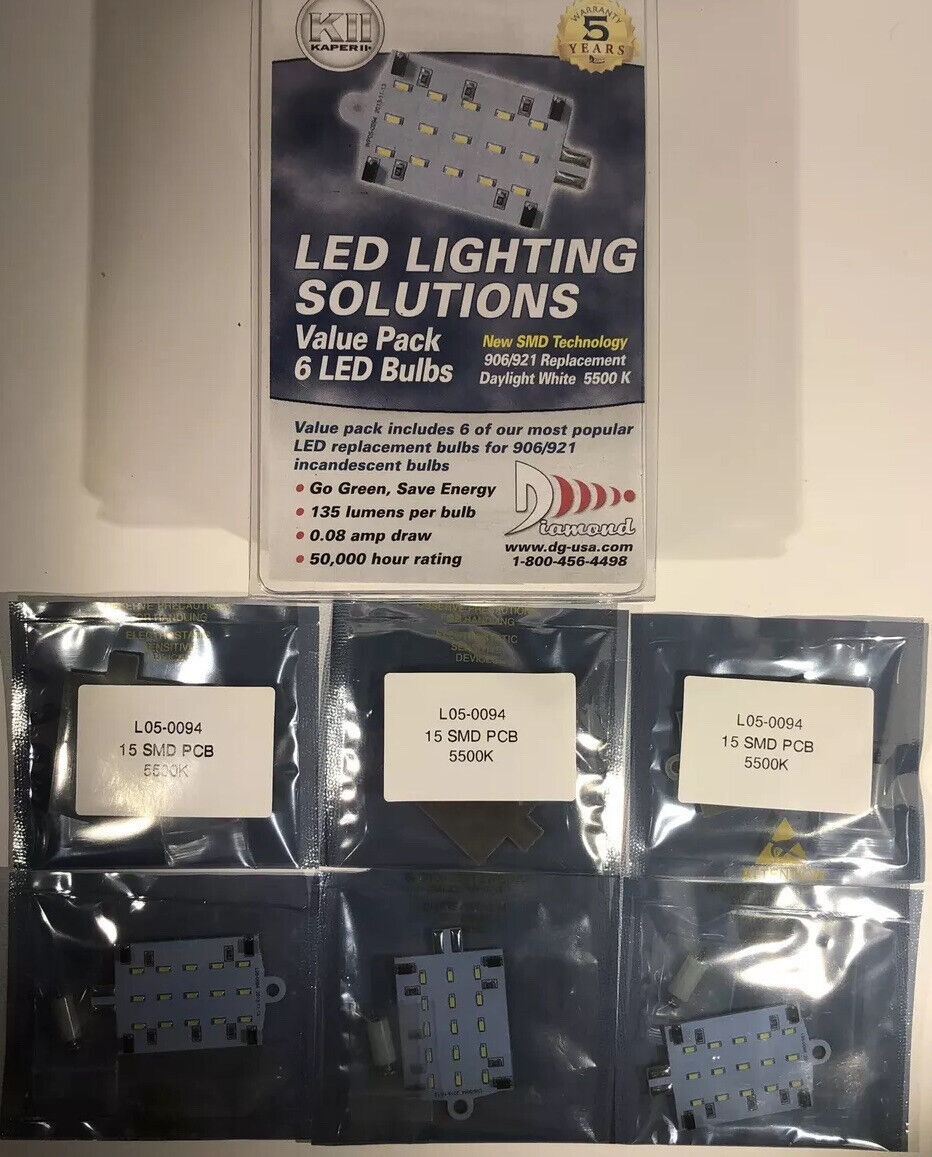 KII
KAPER II
WARRANTY
5
YEARS
LED LIGHTING
SOLUTIONS
Value Pack
6 LED Bulbs
New SMD Technology
906/921 Replacement
Daylight White 5500 K
Value pack includes 6 of our most popular
LED replacement bulbs for 906/921
incandescent bulbs
• Go Green, Save Energy
• 135 lumens per bulb
• 0.08 amp draw
• 50,000 hour rating
Diamond
www.dg-usa.com
1-800-456-4498
HANDLING
SENSITIVE
L05-0094
15 SMD PCB
5500K
L05-0094
15 SMD PCB
5500K
L05-0094
15 SMD PCB
5500K